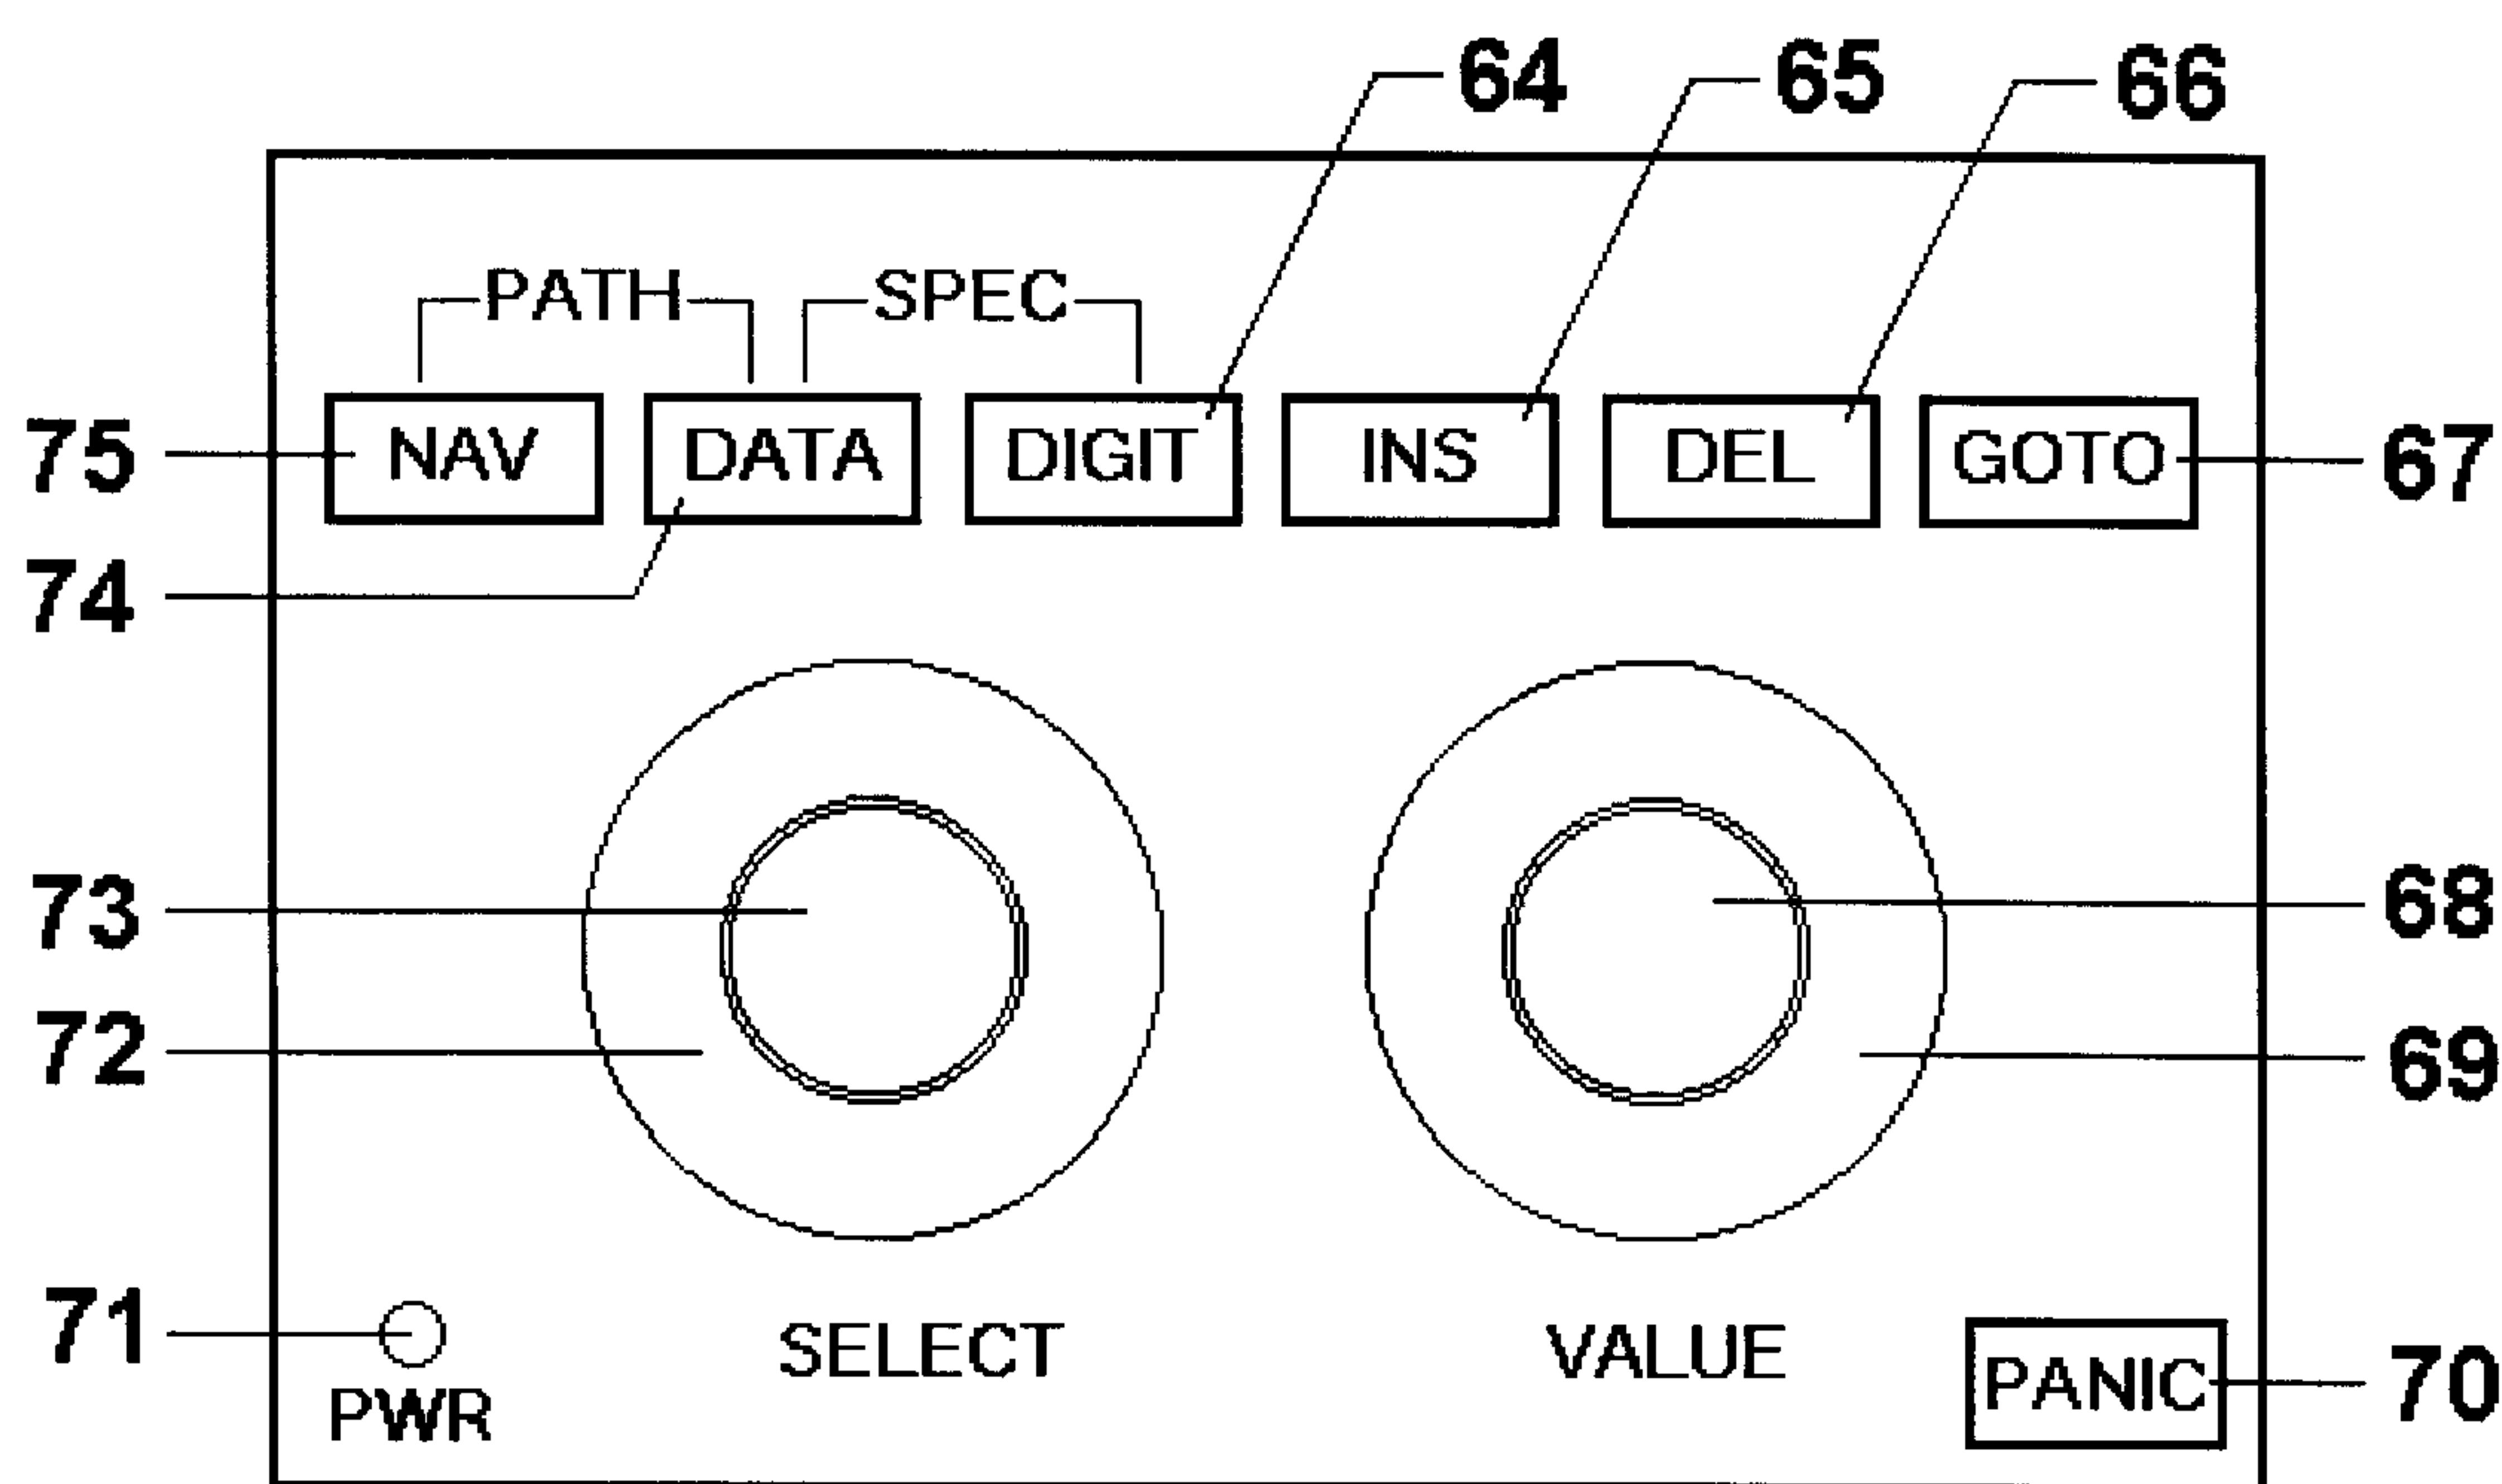 64 65 66
PATH SPEC
75 NAV DATA DIGIT INS DEL GOTO 67
74
73 68
72 69
71 SELECT VALUE
PWR PANIC 70